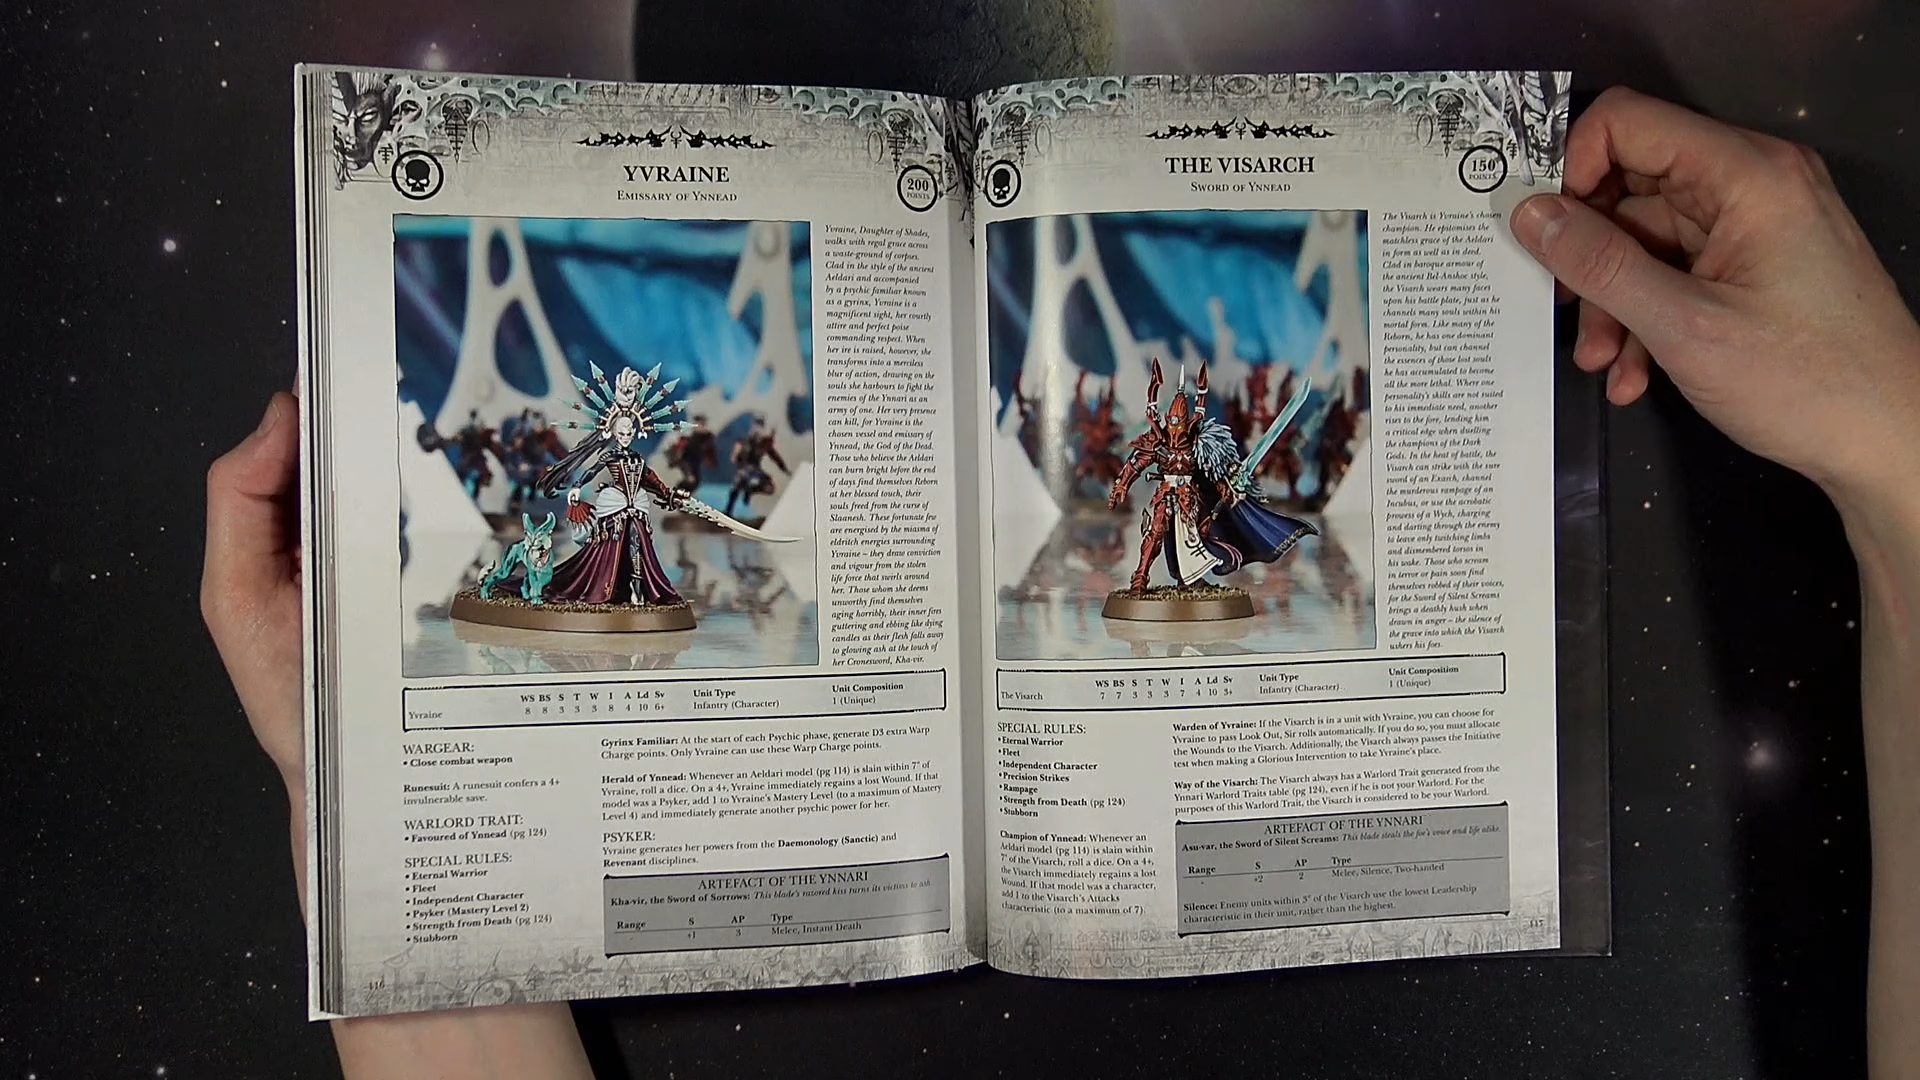 YVRAINE
EMISSARY OF YNNEAD
200
POINTS
Yvraine, Daughter of Shades,
walks with regal grace across
a waste-ground of corpses.
Clad in the style of the ancient
Aeldari and accompanied
by a psychic familiar known
as a gyrinx, Yvraine is a
magnificent sight, her courtly
attire and perfect poise
commanding respect. When
her ire is raised, however, she
transforms into a merciless
blur of action, drawing on the
souls she harbours to fight the
enemies of the Ynnari as an
army of one. Her very presence
can kill, for Yvraine is the
chosen vessel and emissary of
Ynnead, the God of the Dead.
Those who believe the Aeldari
can burn bright before the end
of days find themselves Reborn
at her blessed touch, their
souls freed from the curse of
Slaanesh. These fortunate few
are energised by the miasma of
eldritch energies surrounding
Yvraine – they draw conviction
and vigour from the stolen
life force that swirls around
her. Those whom she deems
unworthy find themselves
aging horribly, their inner fires
guttering and ebbing like dying
candles as their flesh falls away
to glowing ash at the touch of
her Cronesword, Kha-vir.
WS BS S T W I A Ld Sv Unit Type Unit Composition
Yvraine 8 8 3 3 3 8 4 10 6+ Infantry (Character) 1 (Unique)
WARGEAR:
• Close combat weapon
Runesuit: A runesuit confers a 4+
invulnerable save.
WARLORD TRAIT:
• Favoured of Ynnead (pg 124)
SPECIAL RULES:
• Eternal Warrior
• Fleet
• Independent Character
• Psyker (Mastery Level 2)
• Strength from Death (pg 124)
• Stubborn
Gyrinx Familiar: At the start of each Psychic phase, generate D3 extra Warp
Charge points. Only Yvraine can use these Warp Charge points.
Herald of Ynnead: Whenever an Aeldari model (pg 114) is slain within 7" of
Yvraine, roll a dice. On a 4+, Yvraine immediately regains a lost Wound. If that
model was a Psyker, add 1 to Yvraine's Mastery Level (to a maximum of Mastery
Level 4) and immediately generate another psychic power for her.
PSYKER:
Yvraine generates her powers from the Daemonology (Sanctic) and
Revenant disciplines.
ARTEFACT OF THE YNNARI
Kha-vir, the Sword of Sorrows: This blade's razored kiss turns its victims to ash
Range S AP Type
- +1 3 Melee, Instant Death
116
THE VISARCH
SWORD OF YNNEAD
150
POINTS
The Visarch is Yvraine's chosen
champion. He epitomises the
matchless grace of the Aeldari
in form as well as in deed.
Clad in baroque armour of
the ancient Bel-Anshoc style,
the Visarch wears many faces
upon his battle plate, just as he
channels many souls within his
mortal form. Like many of the
Reborn, he has one dominant
personality, but can channel
the essences of those lost souls
he has accumulated to become
all the more lethal. Where one
personality's skills are not suited
to his immediate need, another
rises to the fore, lending him
a critical edge when duelling
the champions of the Dark
Gods. In the heat of battle, the
Visarch can strike with the sure
sword of an Exarch, channel
the murderous rampage of an
Incubus, or use the acrobatic
prowess of a Wych, charging
and darting through the enemy
to leave only twitching limbs
and dismembered torsos in
his wake. Those who scream
in terror or pain soon find
themselves robbed of their voices,
for the Sword of Silent Screams
brings a deathly hush when
drawn in anger – the silence of
the grave into which the Visarch
ushers his foes.
WS BS S T W I A Ld Sv Unit Type Unit Composition
The Visarch 7 7 3 3 3 7 4 10 3+ Infantry (Character) 1 (Unique)
SPECIAL RULES:
• Eternal Warrior
• Fleet
• Independent Character
• Precision Strikes
• Rampage
• Strength from Death (pg 124)
• Stubborn
Champion of Ynnead: Whenever an
Aeldari model (pg 114) is slain within
7" of the Visarch, roll a dice. On a 4+,
the Visarch immediately regains a lost
Wound. If that model was a character,
add 1 to the Visarch's Attacks
characteristic (to a maximum of 7).
Warden of Yvraine: If the Visarch is in a unit with Yvraine, you can choose for
Yvraine to pass Look Out, Sir rolls automatically. If you do so, you must allocate
the Wounds to the Visarch. Additionally, the Visarch always passes the Initiative
test when making a Glorious Intervention to take Yvraine's place.
Way of the Visarch: The Visarch always has a Warlord Trait generated from the
Ynnari Warlord Traits table (pg 124), even if he is not your Warlord. For the
purposes of this Warlord Trait, the Visarch is considered to be your Warlord.
ARTEFACT OF THE YNNARI
Asu-var, the Sword of Silent Screams: This blade steals the foe's voice and life alike.
Range S AP Type
- +2 2 Melee, Silence, Two-handed
Silence: Enemy units within 3" of the Visarch use the lowest Leadership
characteristic in their unit, rather than the highest.